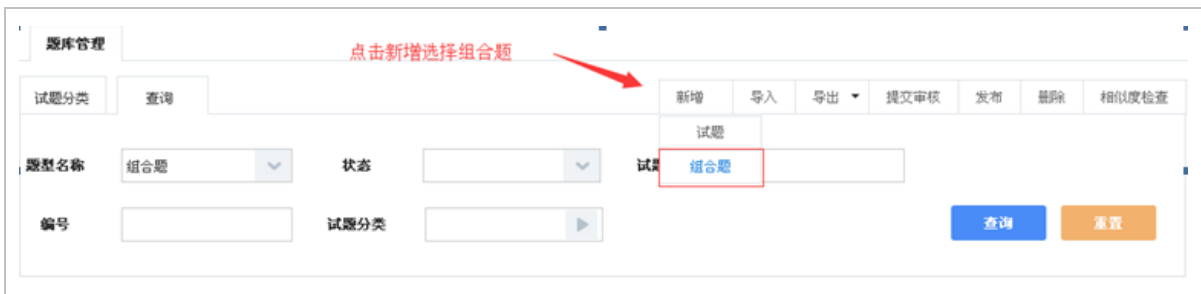 题库管理
点击新增选择组合题
试题分类 查询 新增 导入 导出 提交审核 发布 删除 相似度检查
试题
题型名称 组合题 状态 试题 组合题
编号 试题分类 查询 重置